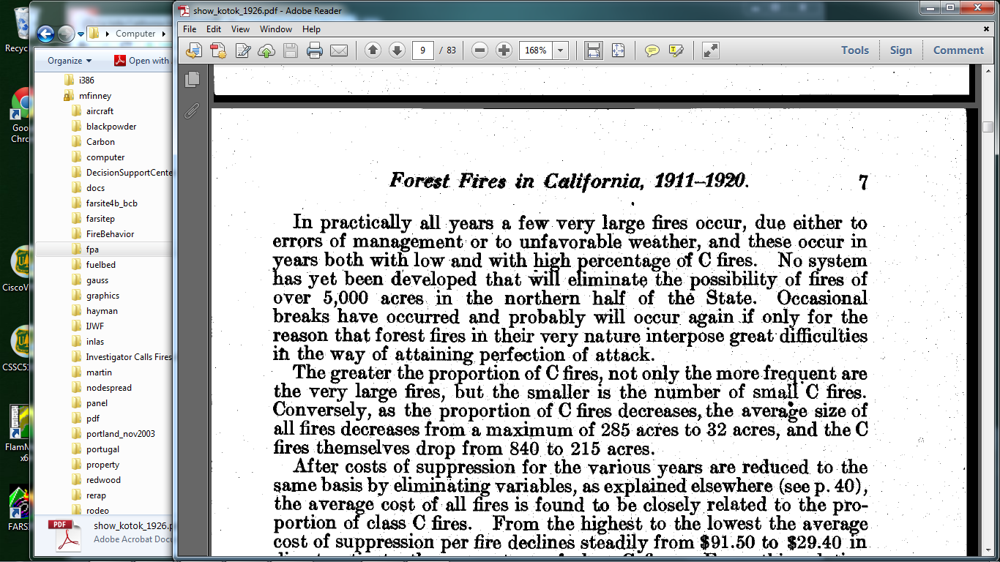 show_kotok_1926.pdf - Adobe Reader
File Edit View Window Help
9 / 83 168% Tools Sign Comment
Computer
Organize Open with
i386
mfinney
aircraft
blackpowder
Carbon
computer
DecisionSupportCente
docs
farsite4b_bcb
farsitep
FireBehavior
fpa
fuelbed
gauss
graphics
hayman
IJWF
inlas
Investigator Calls Fires
martin
nodespread
panel
pdf
portland_nov2003
portugal
property
redwood
rerap
rodeo
PDF
show_kotok_1926.p
Adobe Acrobat Docu
Recyc
Goo
Chr
CiscoV
CSSC5
FlamM
x6
FARS
Forest Fires in California, 1911–1920. 7
In practically all years a few very large fires occur, due either to
errors of management or to unfavorable weather, and these occur in
years both with low and with high percentage of C fires. No system
has yet been developed that will eliminate the possibility of fires of
over 5,000 acres in the northern half of the State. Occasional
breaks have occurred and probably will occur again if only for the
reason that forest fires in their very nature interpose great difficulties
in the way of attaining perfection of attack.
The greater the proportion of C fires, not only the more frequent are
the very large fires, but the smaller is the number of small C fires.
Conversely, as the proportion of C fires decreases, the average size of
all fires decreases from a maximum of 285 acres to 32 acres, and the C
fires themselves drop from 840 to 215 acres.
After costs of suppression for the various years are reduced to the
same basis by eliminating variables, as explained elsewhere (see p. 40),
the average cost of all fires is found to be closely related to the pro-
portion of class C fires. From the highest to the lowest the average
cost of suppression per fire declines steadily from $91.50 to $29.40 in